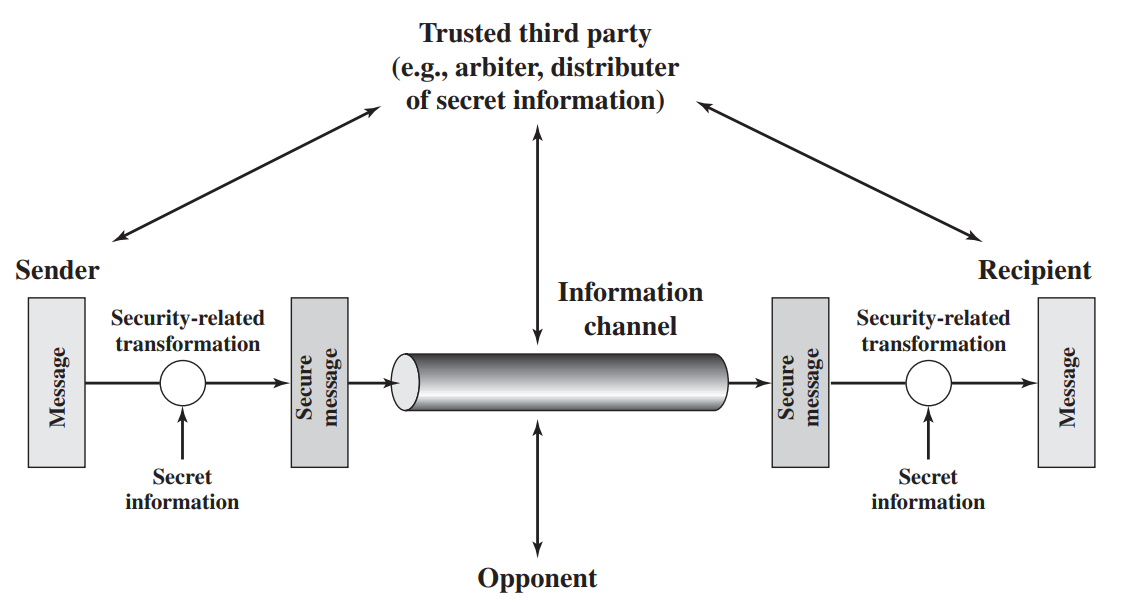 Trusted third party
(e.g., arbiter, distributer
of secret information)
Sender
Recipient
Information
channel
Security-related
transformation
Security-related
transformation
Message
Secure
message
Secure
message
Message
Secret
information
Secret
information
Opponent